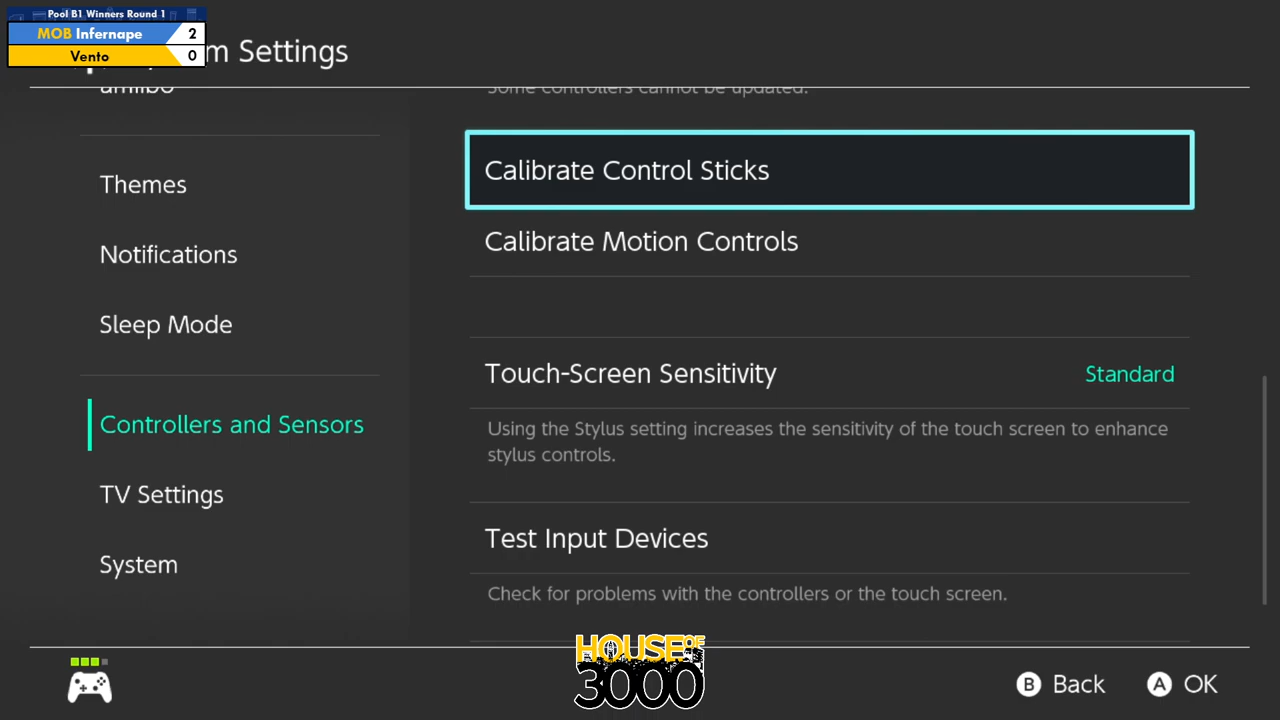 Pool B1 Winners Round 1
MOB Infernape 2
Vento 0
m Settings
amiibo
Some controllers cannot be updated.
Calibrate Control Sticks
Themes
Calibrate Motion Controls
Notifications
Sleep Mode
Touch-Screen Sensitivity Standard
Controllers and Sensors
Using the Stylus setting increases the sensitivity of the touch screen to enhance
stylus controls.
TV Settings
Test Input Devices
System
Check for problems with the controllers or the touch screen.
HOUSE OF
3000
B Back A OK